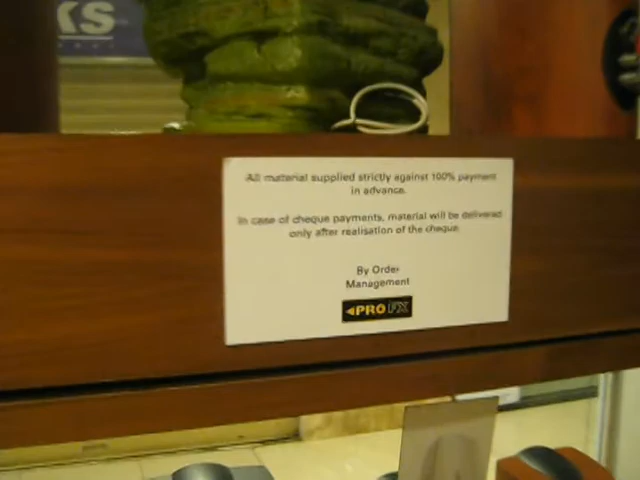 KS
All material supplied strictly against 100% payment
in advance.
In case of cheque payments, material will be delivered
only after realisation of the cheque
By Order
Management
PRO FX